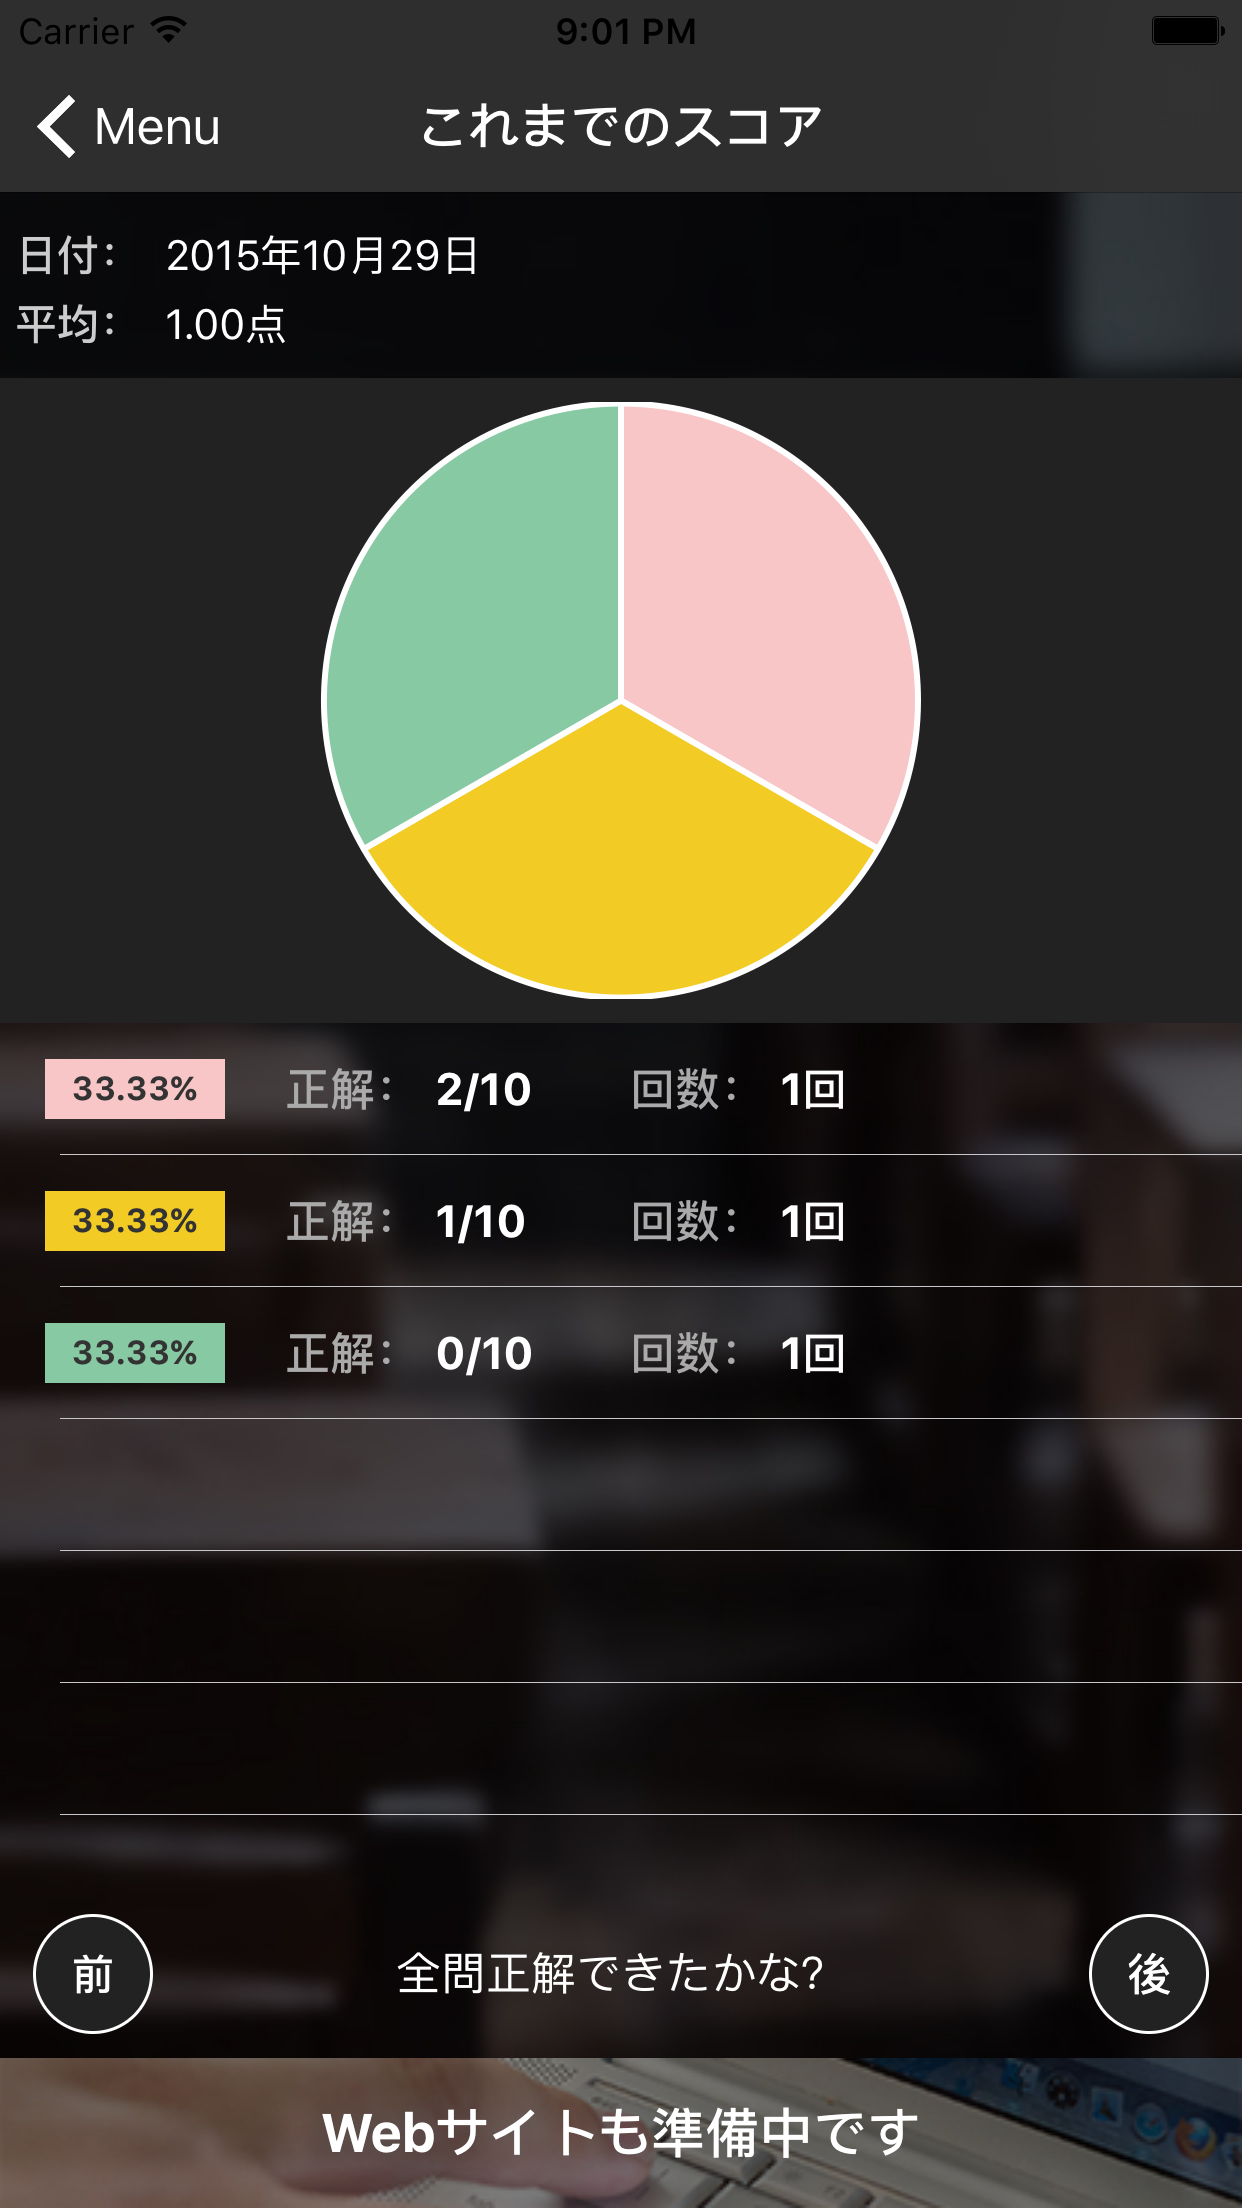 Carrier 9:01 PM
Menu これまでのスコア
日付： 2015年10月29日
平均： 1.00点
33.33% 正解： 2/10 回数： 1回
33.33% 正解： 1/10 回数： 1回
33.33% 正解： 0/10 回数： 1回
前 全問正解できたかな? 後
Webサイトも準備中です